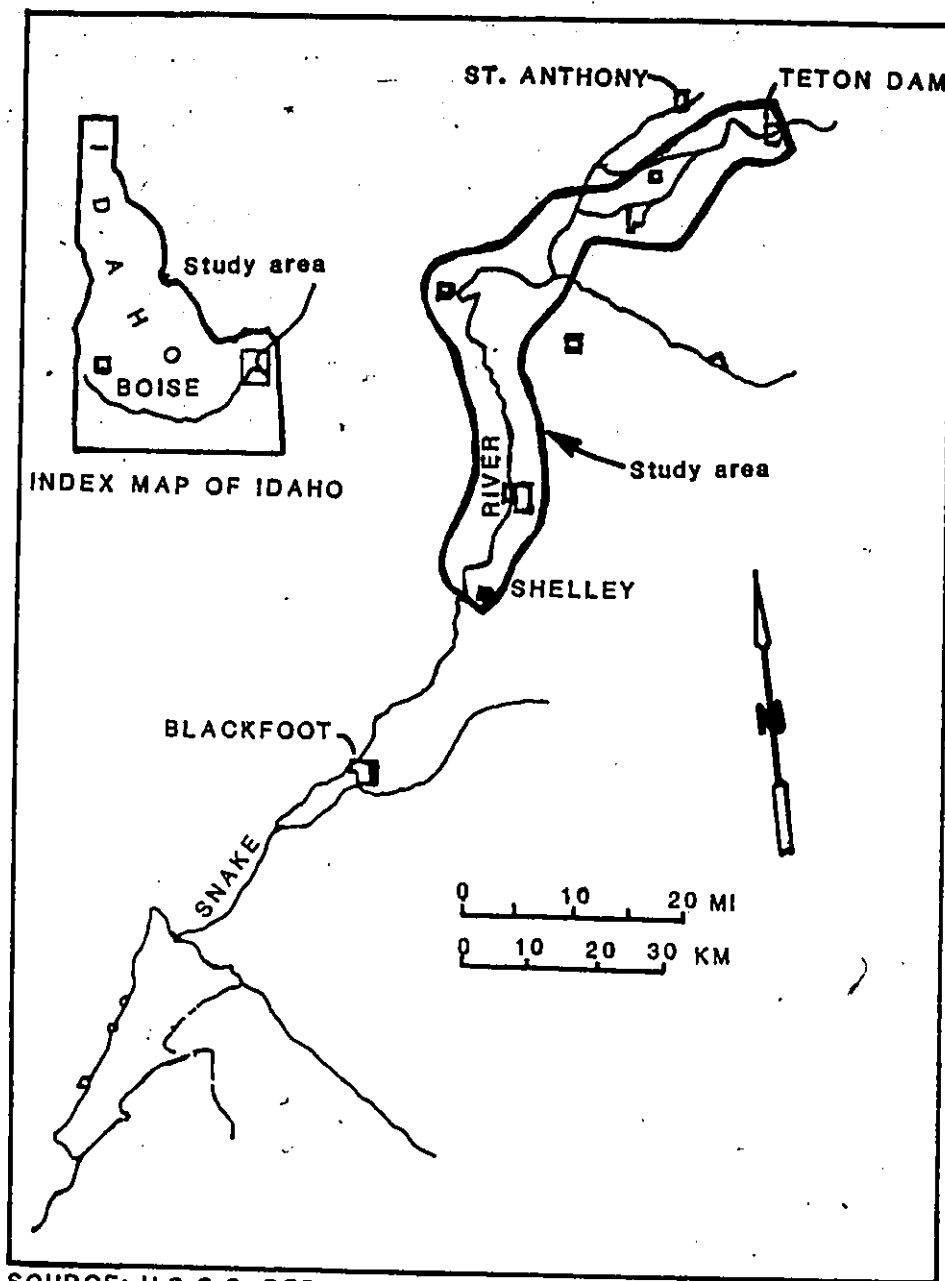 ST. ANTHONY
TETON DAM
IDAHO
Study area
BOISE
INDEX MAP OF IDAHO
RIVER
Study area
SHELLEY
BLACKFOOT
SNAKE
N
0 10 20 MI
0 10 20 30 KM
SOURCE: U.S.G.S.